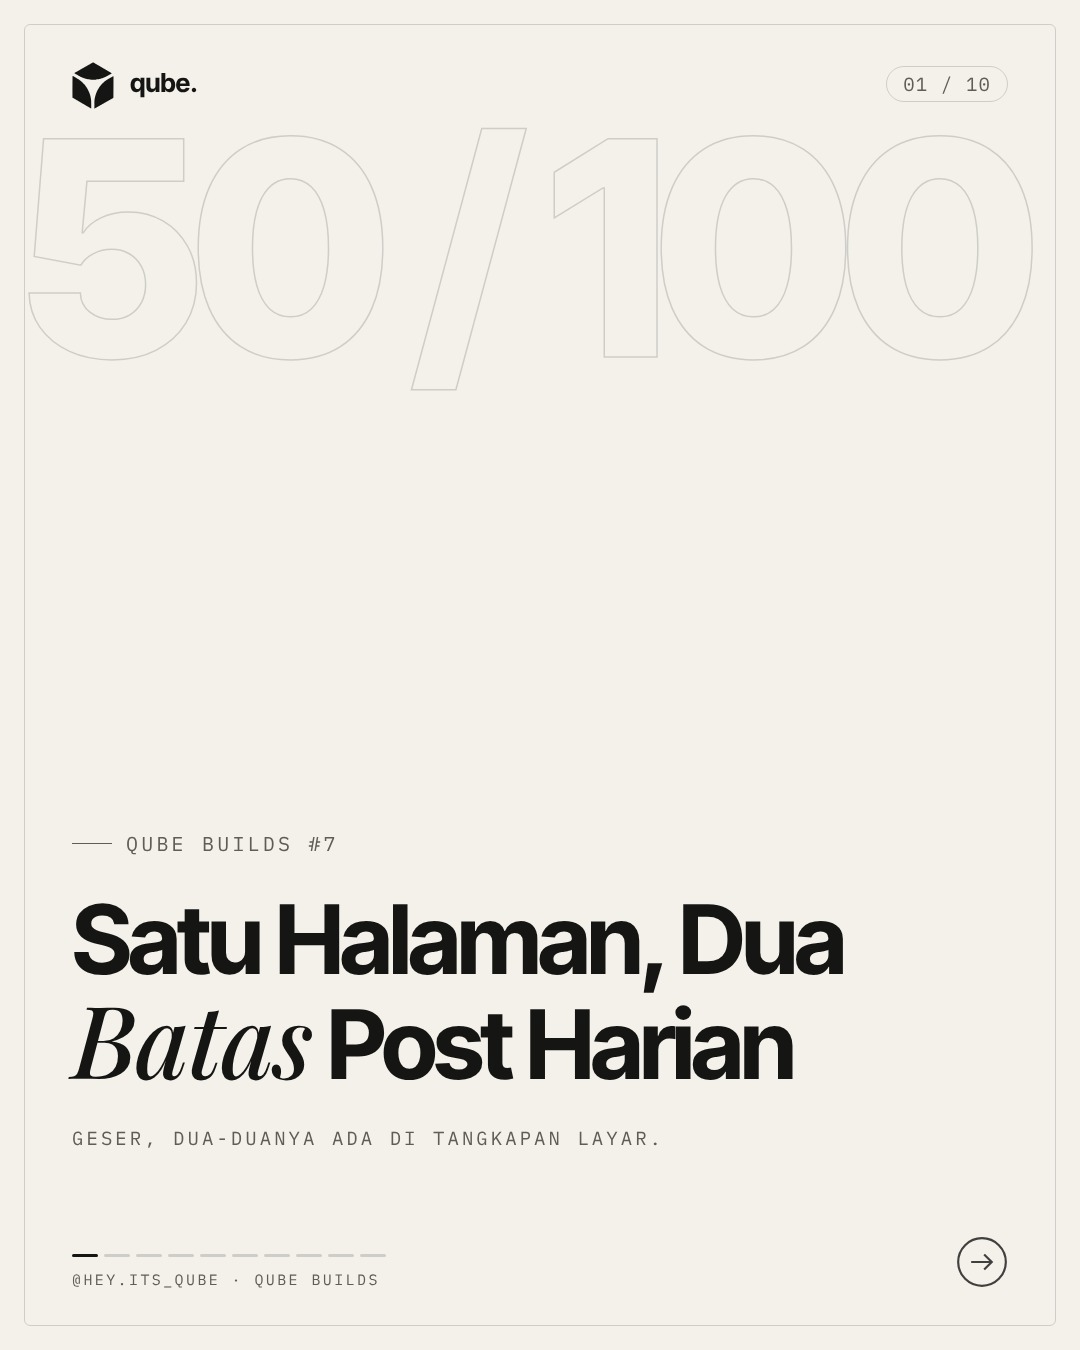 qube.
01 / 10
50/100
QUBE BUILDS #7
Satu Halaman, Dua
Batas Post Harian
GESER, DUA-DUANYA ADA DI TANGKAPAN LAYAR.
@HEY.ITS_QUBE · QUBE BUILDS